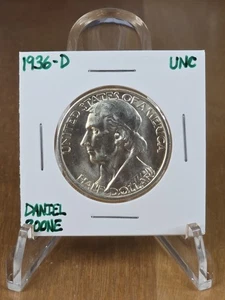 1936-D UNC
UNITED STATES OF AMERICA
HALF DOLLAR
DANIEL
BOONE